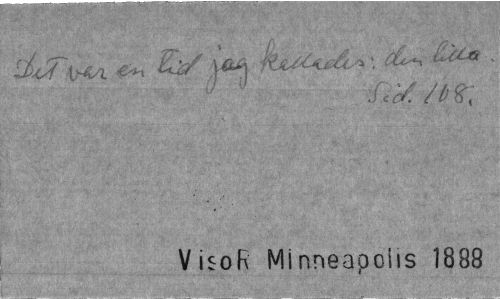 Det var en tid jag kallades: den lilla.
Sid. 108.
VisoR Minneapolis 1888